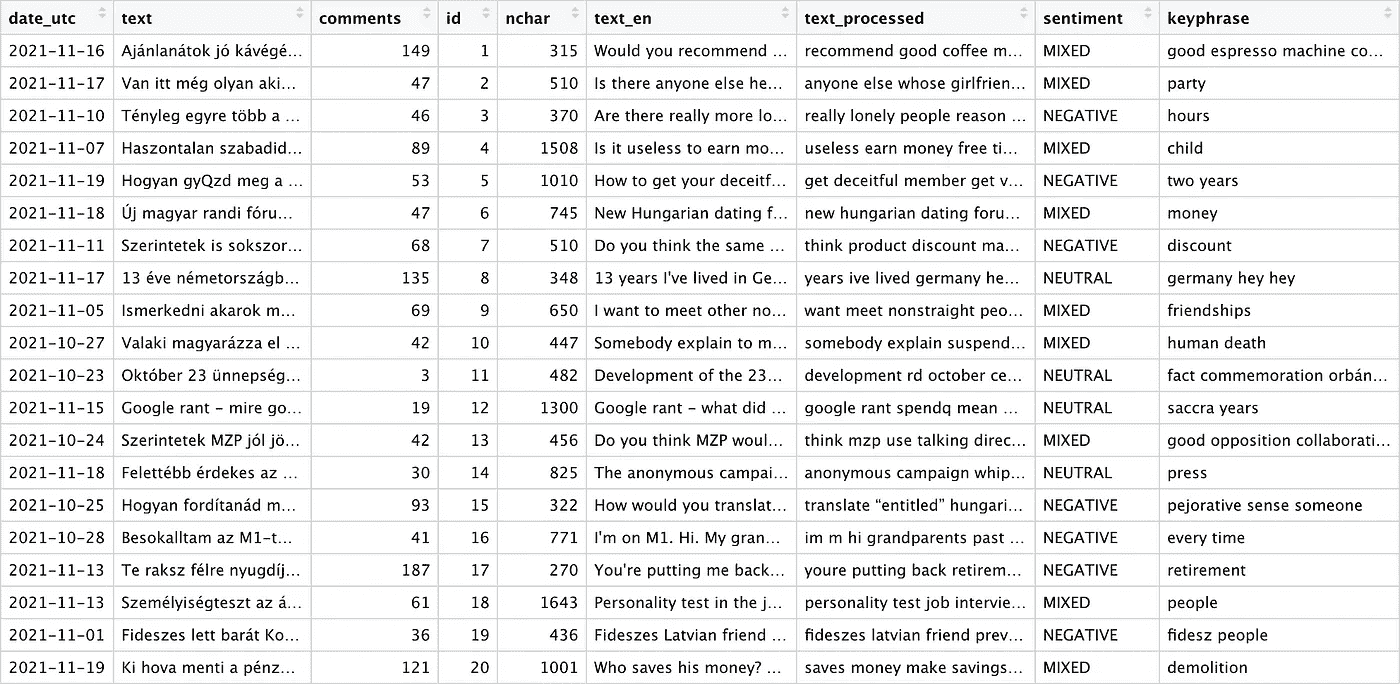 date_utc text comments id nchar text_en text_processed sentiment keyphrase
2021-11-16 Ajánlanátok jó kávégé... 149 1 315 Would you recommend ... recommend good coffee m... MIXED good espresso machine co...
2021-11-17 Van itt még olyan aki... 47 2 510 Is there anyone else he... anyone else whose girlfrien... MIXED party
2021-11-10 Tényleg egyre több a ... 46 3 370 Are there really more lo... really lonely people reason ... NEGATIVE hours
2021-11-07 Haszontalan szabadid... 89 4 1508 Is it useless to earn mo... useless earn money free ti... MIXED child
2021-11-19 Hogyan gyQzd meg a ... 53 5 1010 How to get your deceitf... get deceitful member get v... NEGATIVE two years
2021-11-18 Új magyar randi fóru... 47 6 745 New Hungarian dating f... new hungarian dating foru... MIXED money
2021-11-11 Szerintetek is sokszor... 68 7 510 Do you think the same ... think product discount ma... NEGATIVE discount
2021-11-17 13 éve németországb... 135 8 348 13 years I've lived in Ge... years ive lived germany he... NEUTRAL germany hey hey
2021-11-05 Ismerkedni akarok m... 69 9 650 I want to meet other no... want meet nonstraight peo... MIXED friendships
2021-10-27 Valaki magyarázza el ... 42 10 447 Somebody explain to m... somebody explain suspend... MIXED human death
2021-10-23 Október 23 ünnepség... 3 11 482 Development of the 23... development rd october ce... NEUTRAL fact commemoration orbán...
2021-11-15 Google rant - mire go... 19 12 1300 Google rant - what did ... google rant spendq mean ... NEUTRAL saccra years
2021-10-24 Szerintetek MZP jól jö... 42 13 456 Do you think MZP woul... think mzp use talking direc... MIXED good opposition collaborati...
2021-11-18 Felettébb érdekes az ... 30 14 825 The anonymous campai... anonymous campaign whip... NEUTRAL press
2021-10-25 Hogyan fordítanád m... 93 15 322 How would you translat... translate “entitled” hungari... NEGATIVE pejorative sense someone
2021-10-28 Besokalltam az M1-t... 41 16 771 I'm on M1. Hi. My gran... im m hi grandparents past ... NEGATIVE every time
2021-11-13 Te raksz félre nyugdíj... 187 17 270 You're putting me back... youre putting back retirem... NEGATIVE retirement
2021-11-13 Személyiségteszt az á... 61 18 1643 Personality test in the j... personality test job intervie... MIXED people
2021-11-01 Fideszes lett barát Ko... 36 19 436 Fideszes Latvian friend ... fideszes latvian friend prev... NEGATIVE fidesz people
2021-11-19 Ki hova menti a pénz... 121 20 1001 Who saves his money? ... saves money make savings... MIXED demolition